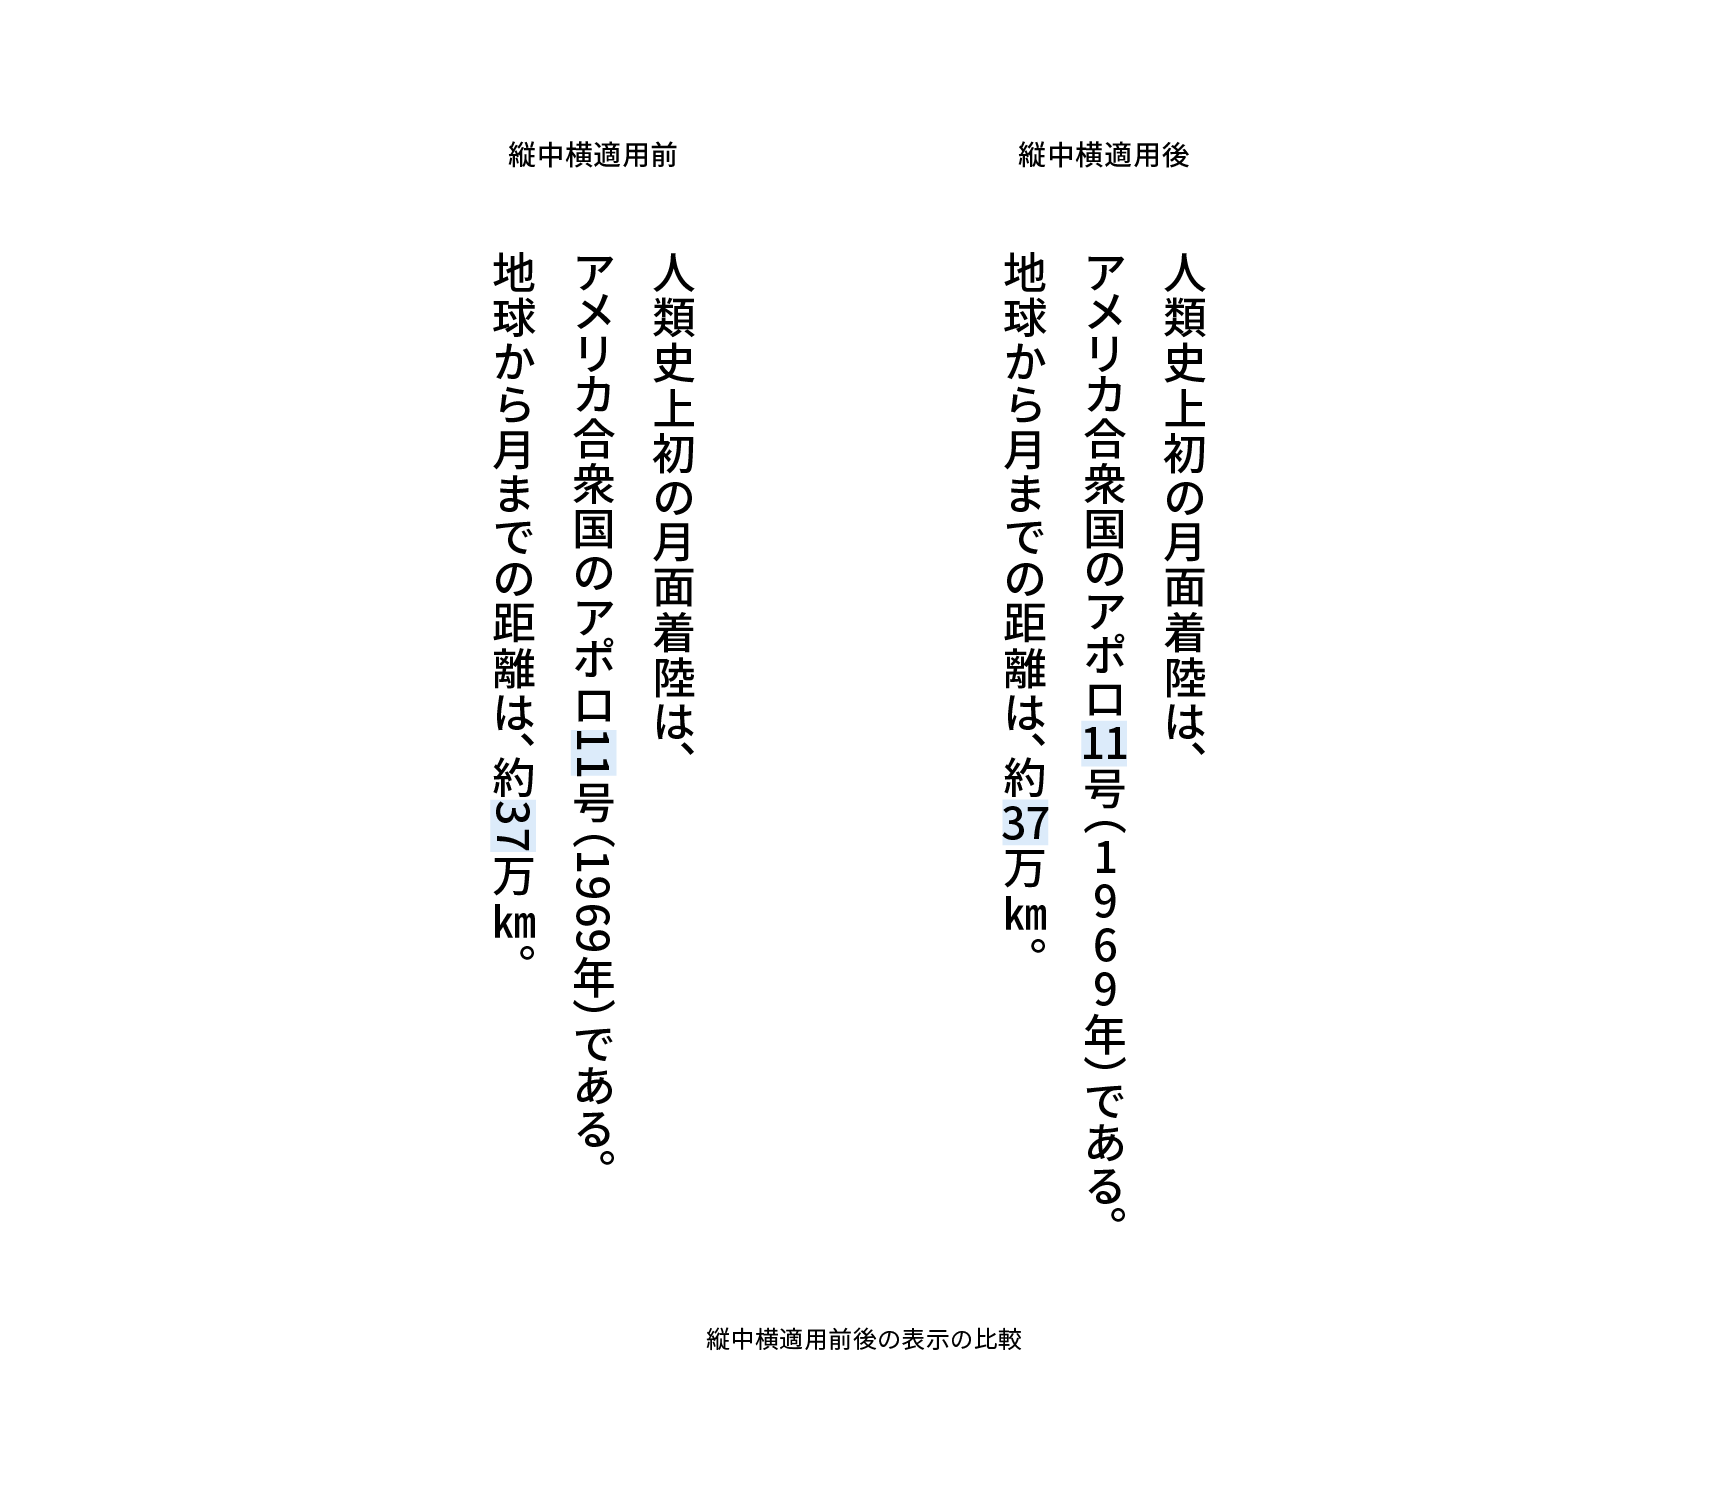 縦中横適用前
人類史上初の月面着陸は、
アメリカ合衆国のアポロ11号（1969年）である。
地球から月までの距離は、約37万㎞。
縦中横適用後
人類史上初の月面着陸は、
アメリカ合衆国のアポロ11号（1969年）である。
地球から月までの距離は、約37万㎞。
縦中横適用前後の表示の比較